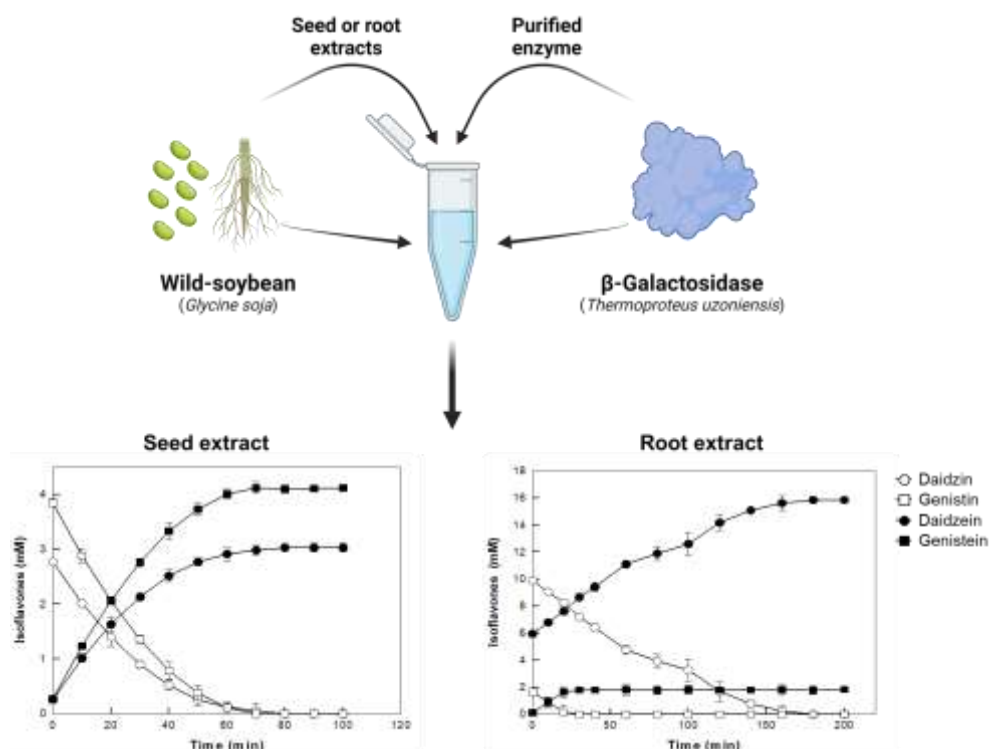 Seed or root
extracts
Purified
enzyme
Wild-soybean
(Glycine soja)
β-Galactosidase
(Thermoproteus uzoniensis)
Seed extract
Isoflavones (mM)
4
3
2
1
0
0 20 40 60 80 100 120
Time (min)
Root extract
Isoflavones (mM)
18
16
14
12
10
8
6
4
2
0
0 50 100 150 200
Time (min)
Daidzin
Genistin
Daidzein
Genistein